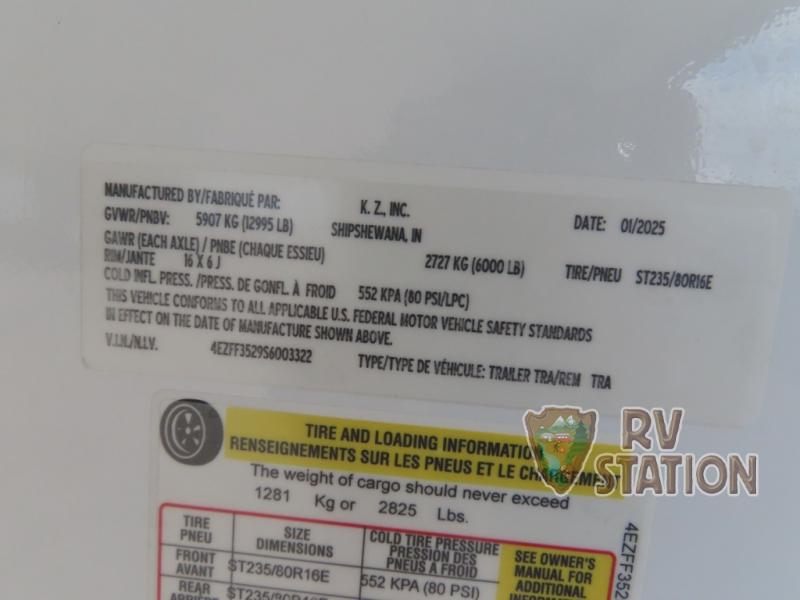 MANUFACTURED BY/FABRIQUÉ PAR: K. Z., INC. DATE: 01/2025
GVWR/PNBV: 5907 KG (12995 LB) SHIPSHEWANA, IN
GAWR (EACH AXLE) / PNBE (CHAQUE ESSIEU) 2727 KG (6000 LB) TIRE/PNEU ST235/80R16E
RIM/JANTE 16 X 6 J
COLD INFL. PRESS. /PRESS. DE GONFL. À FROID 552 KPA (80 PSI/LPC)
THIS VEHICLE CONFORMS TO ALL APPLICABLE U.S. FEDERAL MOTOR VEHICLE SAFETY STANDARDS
IN EFFECT ON THE DATE OF MANUFACTURE SHOWN ABOVE.
V.I.N./N.I.V. 4EZFF3529S6003322 TYPE/TYPE DE VÉHICULE: TRAILER TRA/REM TRA
TIRE AND LOADING INFORMATION
RENSEIGNEMENTS SUR LES PNEUS ET LE CHARGEMENT
The weight of cargo should never exceed
1281 Kg or 2825 Lbs.
TIRE
PNEU
SIZE
DIMENSIONS
COLD TIRE PRESSURE
PRESSION DES
PNEUS A FROID
SEE OWNER'S
MANUAL FOR
ADDITIONAL
FRONT
AVANT
ST235/80R16E
552 KPA (80 PSI)
REAR
4EZFF352
RV
STATION